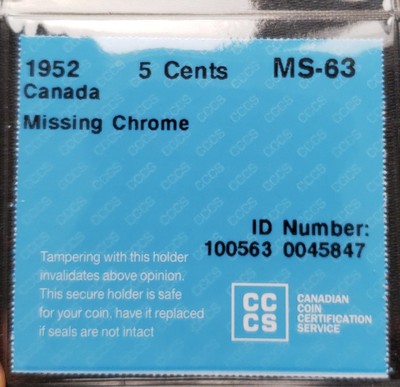 1952 5 Cents MS-63
Canada
Missing Chrome
ID Number:
100563 0045847
Tampering with this holder
invalidates above opinion.
This secure holder is safe
for your coin, have it replaced
if seals are not intact
CC
CS
CANADIAN
COIN
CERTIFICATION
SERVICE